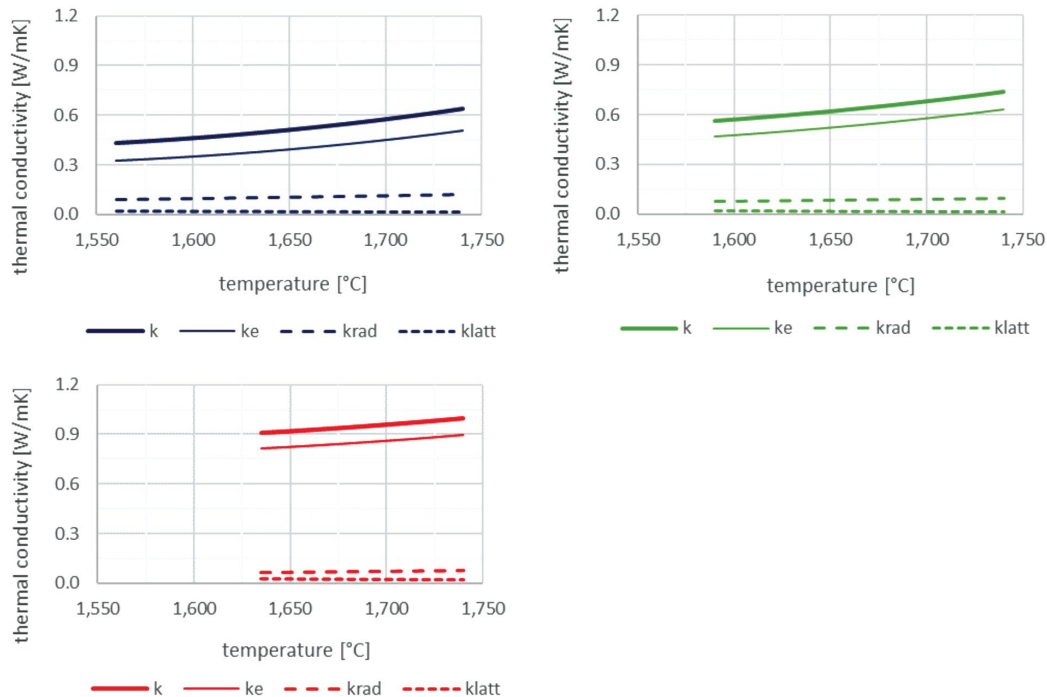 thermal conductivity [W/mK]
1.2
0.9
0.6
0.3
0.0
1,550 1,600 1,650 1,700 1,750
temperature [°C]
k ke krad klatt
thermal conductivity [W/mK]
1.2
0.9
0.6
0.3
0.0
1,550 1,600 1,650 1,700 1,750
temperature [°C]
k ke krad klatt
thermal conductivity [W/mK]
1.2
0.9
0.6
0.3
0.0
1,550 1,600 1,650 1,700 1,750
temperature [°C]
k ke krad klatt